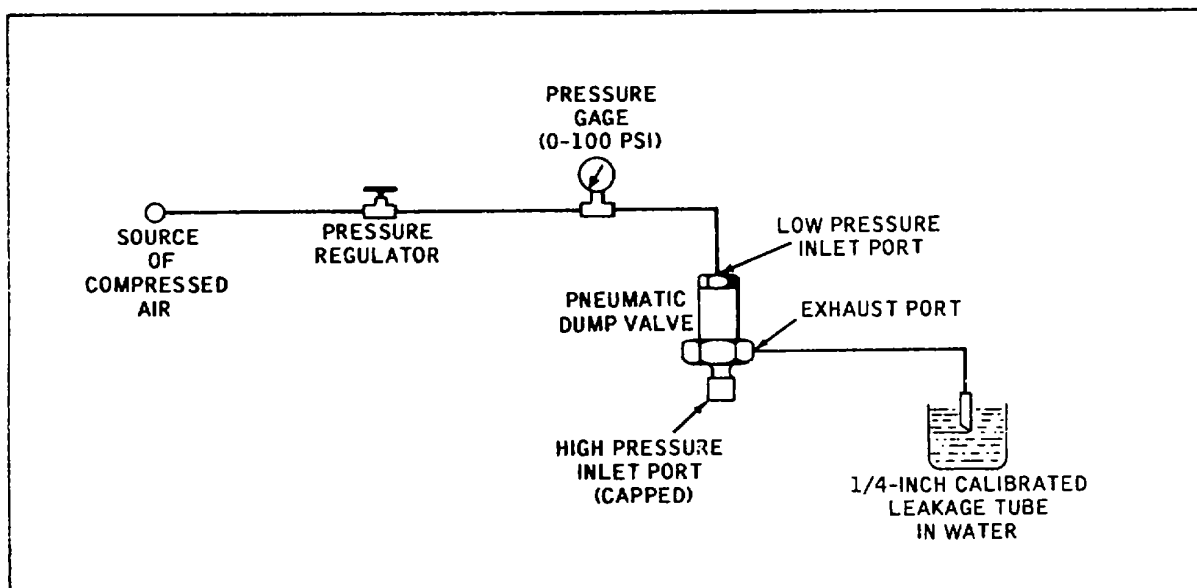 PRESSURE
GAGE
(0-100 PSI)
SOURCE
OF
COMPRESSED
AIR
PRESSURE
REGULATOR
LOW PRESSURE
INLET PORT
PNEUMATIC
DUMP VALVE
EXHAUST PORT
HIGH PRESSURE
INLET PORT
(CAPPED)
1/4-INCH CALIBRATED
LEAKAGE TUBE
IN WATER